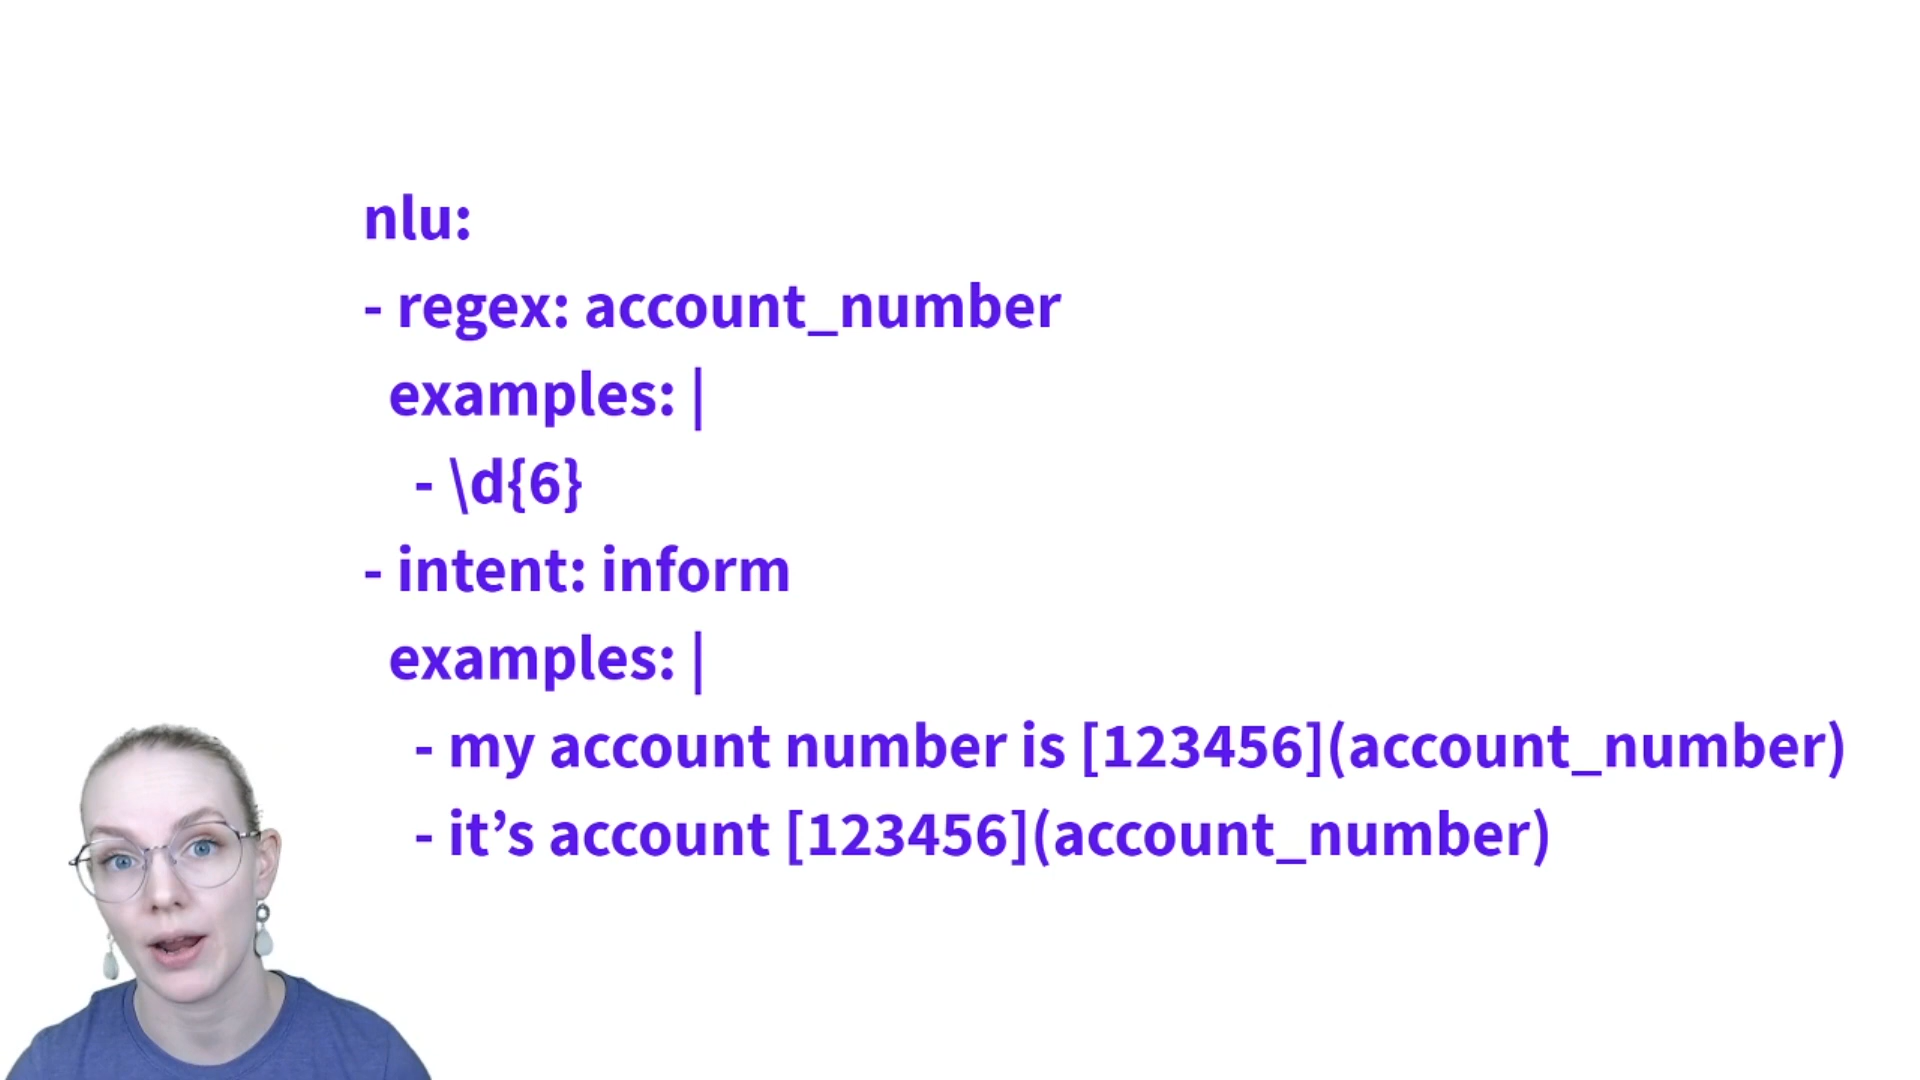 nlu:
- regex: account_number
examples: |
- \d{6}
- intent: inform
examples: |
- my account number is [123456](account_number)
- it’s account [123456](account_number)